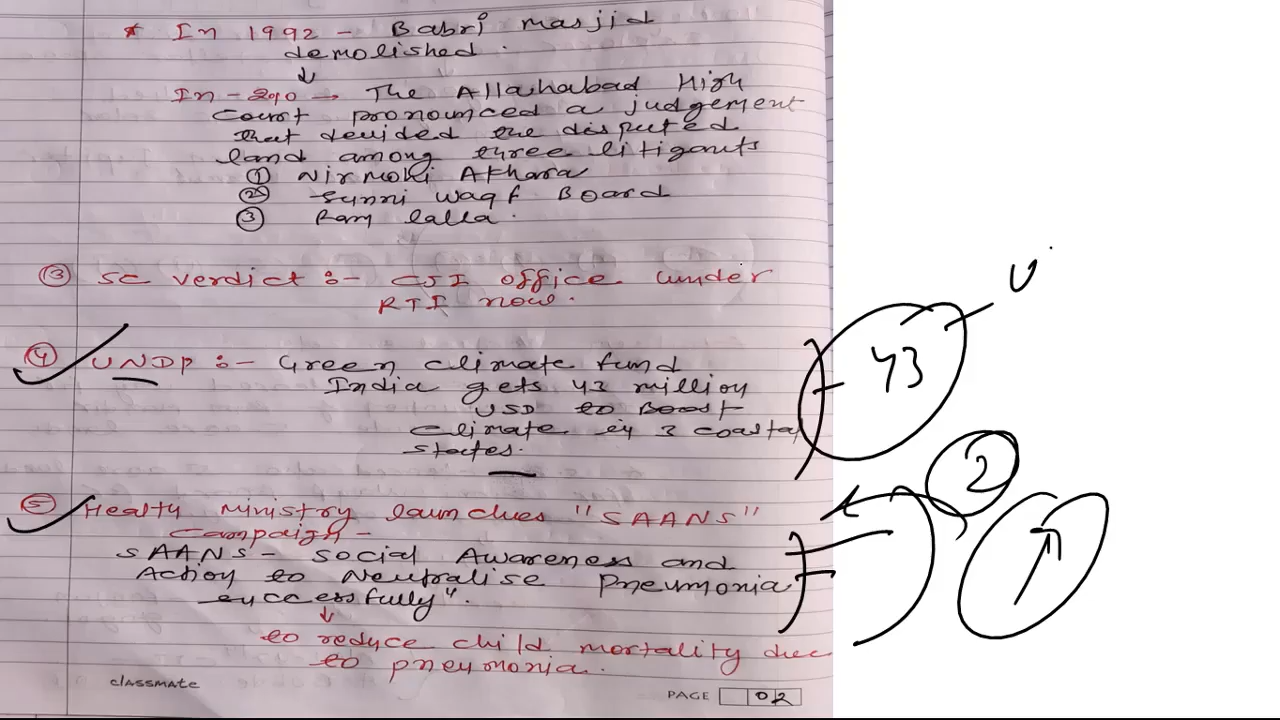 * In 1992 - Babri masjid
demolished.
In - 2010 → The Allahabad High
Court pronounced a judgement
that devided the disputed
land among three litigants
① Nirmohi Akhara
② Sunni Waqf Board
③ Ram lalla.
③ SC verdict :- CJI office under
RTI now.
④ UNDP :- Green climate fund
India gets 43 million
USD to Boost
climate in 3 coastal
states.
⑤ Healty ministry launches "SAANS"
Campaign -
SAANS - Social Awareness and
Action to Neutralise Pneumonia
successfully".
to reduce child mortality due
to pneumonia.
classmate
PAGE 02
U
43
2